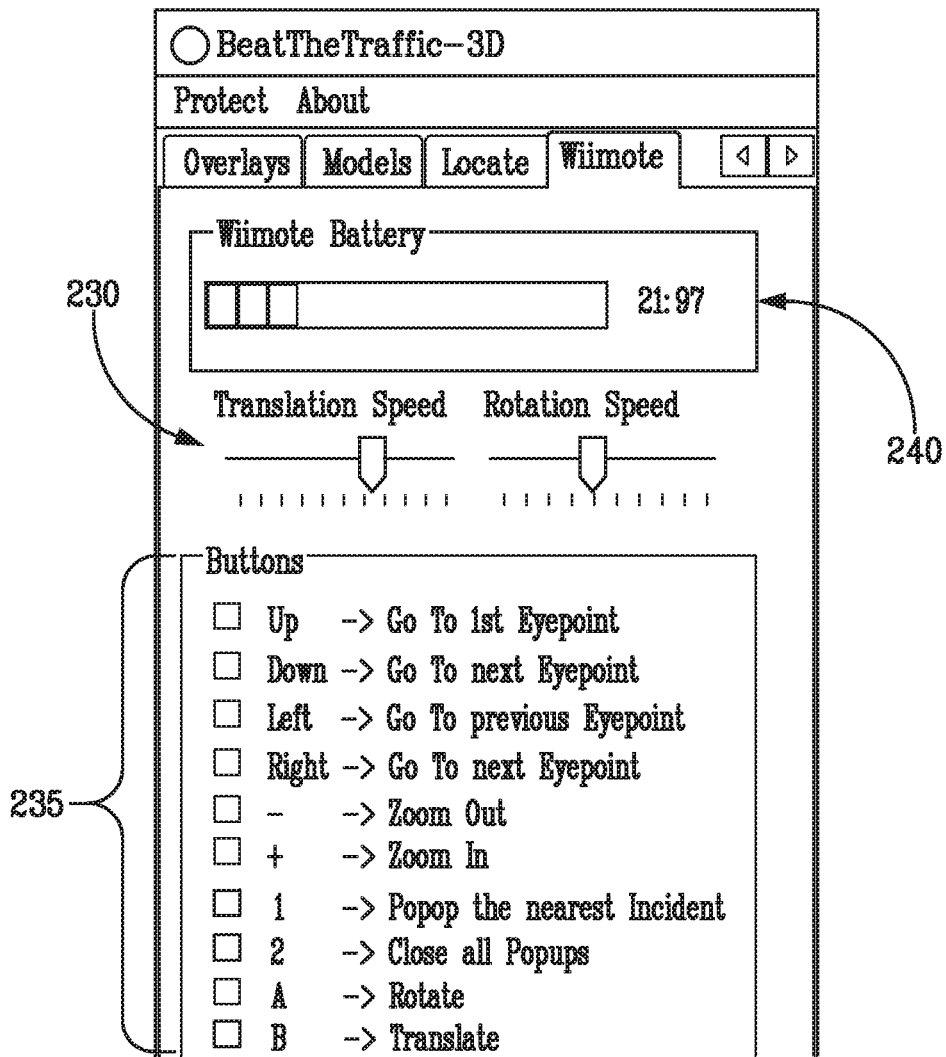 BeatTheTraffic-3D
Protect About
Overlays Models Locate Wiimote
Wiimote Battery
230
21:97
240
Translation Speed Rotation Speed
Buttons
Up -> Go To 1st Eyepoint
Down -> Go To next Eyepoint
Left -> Go To previous Eyepoint
Right -> Go To next Eyepoint
235
- -> Zoom Out
+ -> Zoom In
1 -> Popop the nearest Incident
2 -> Close all Popups
A -> Rotate
B -> Translate